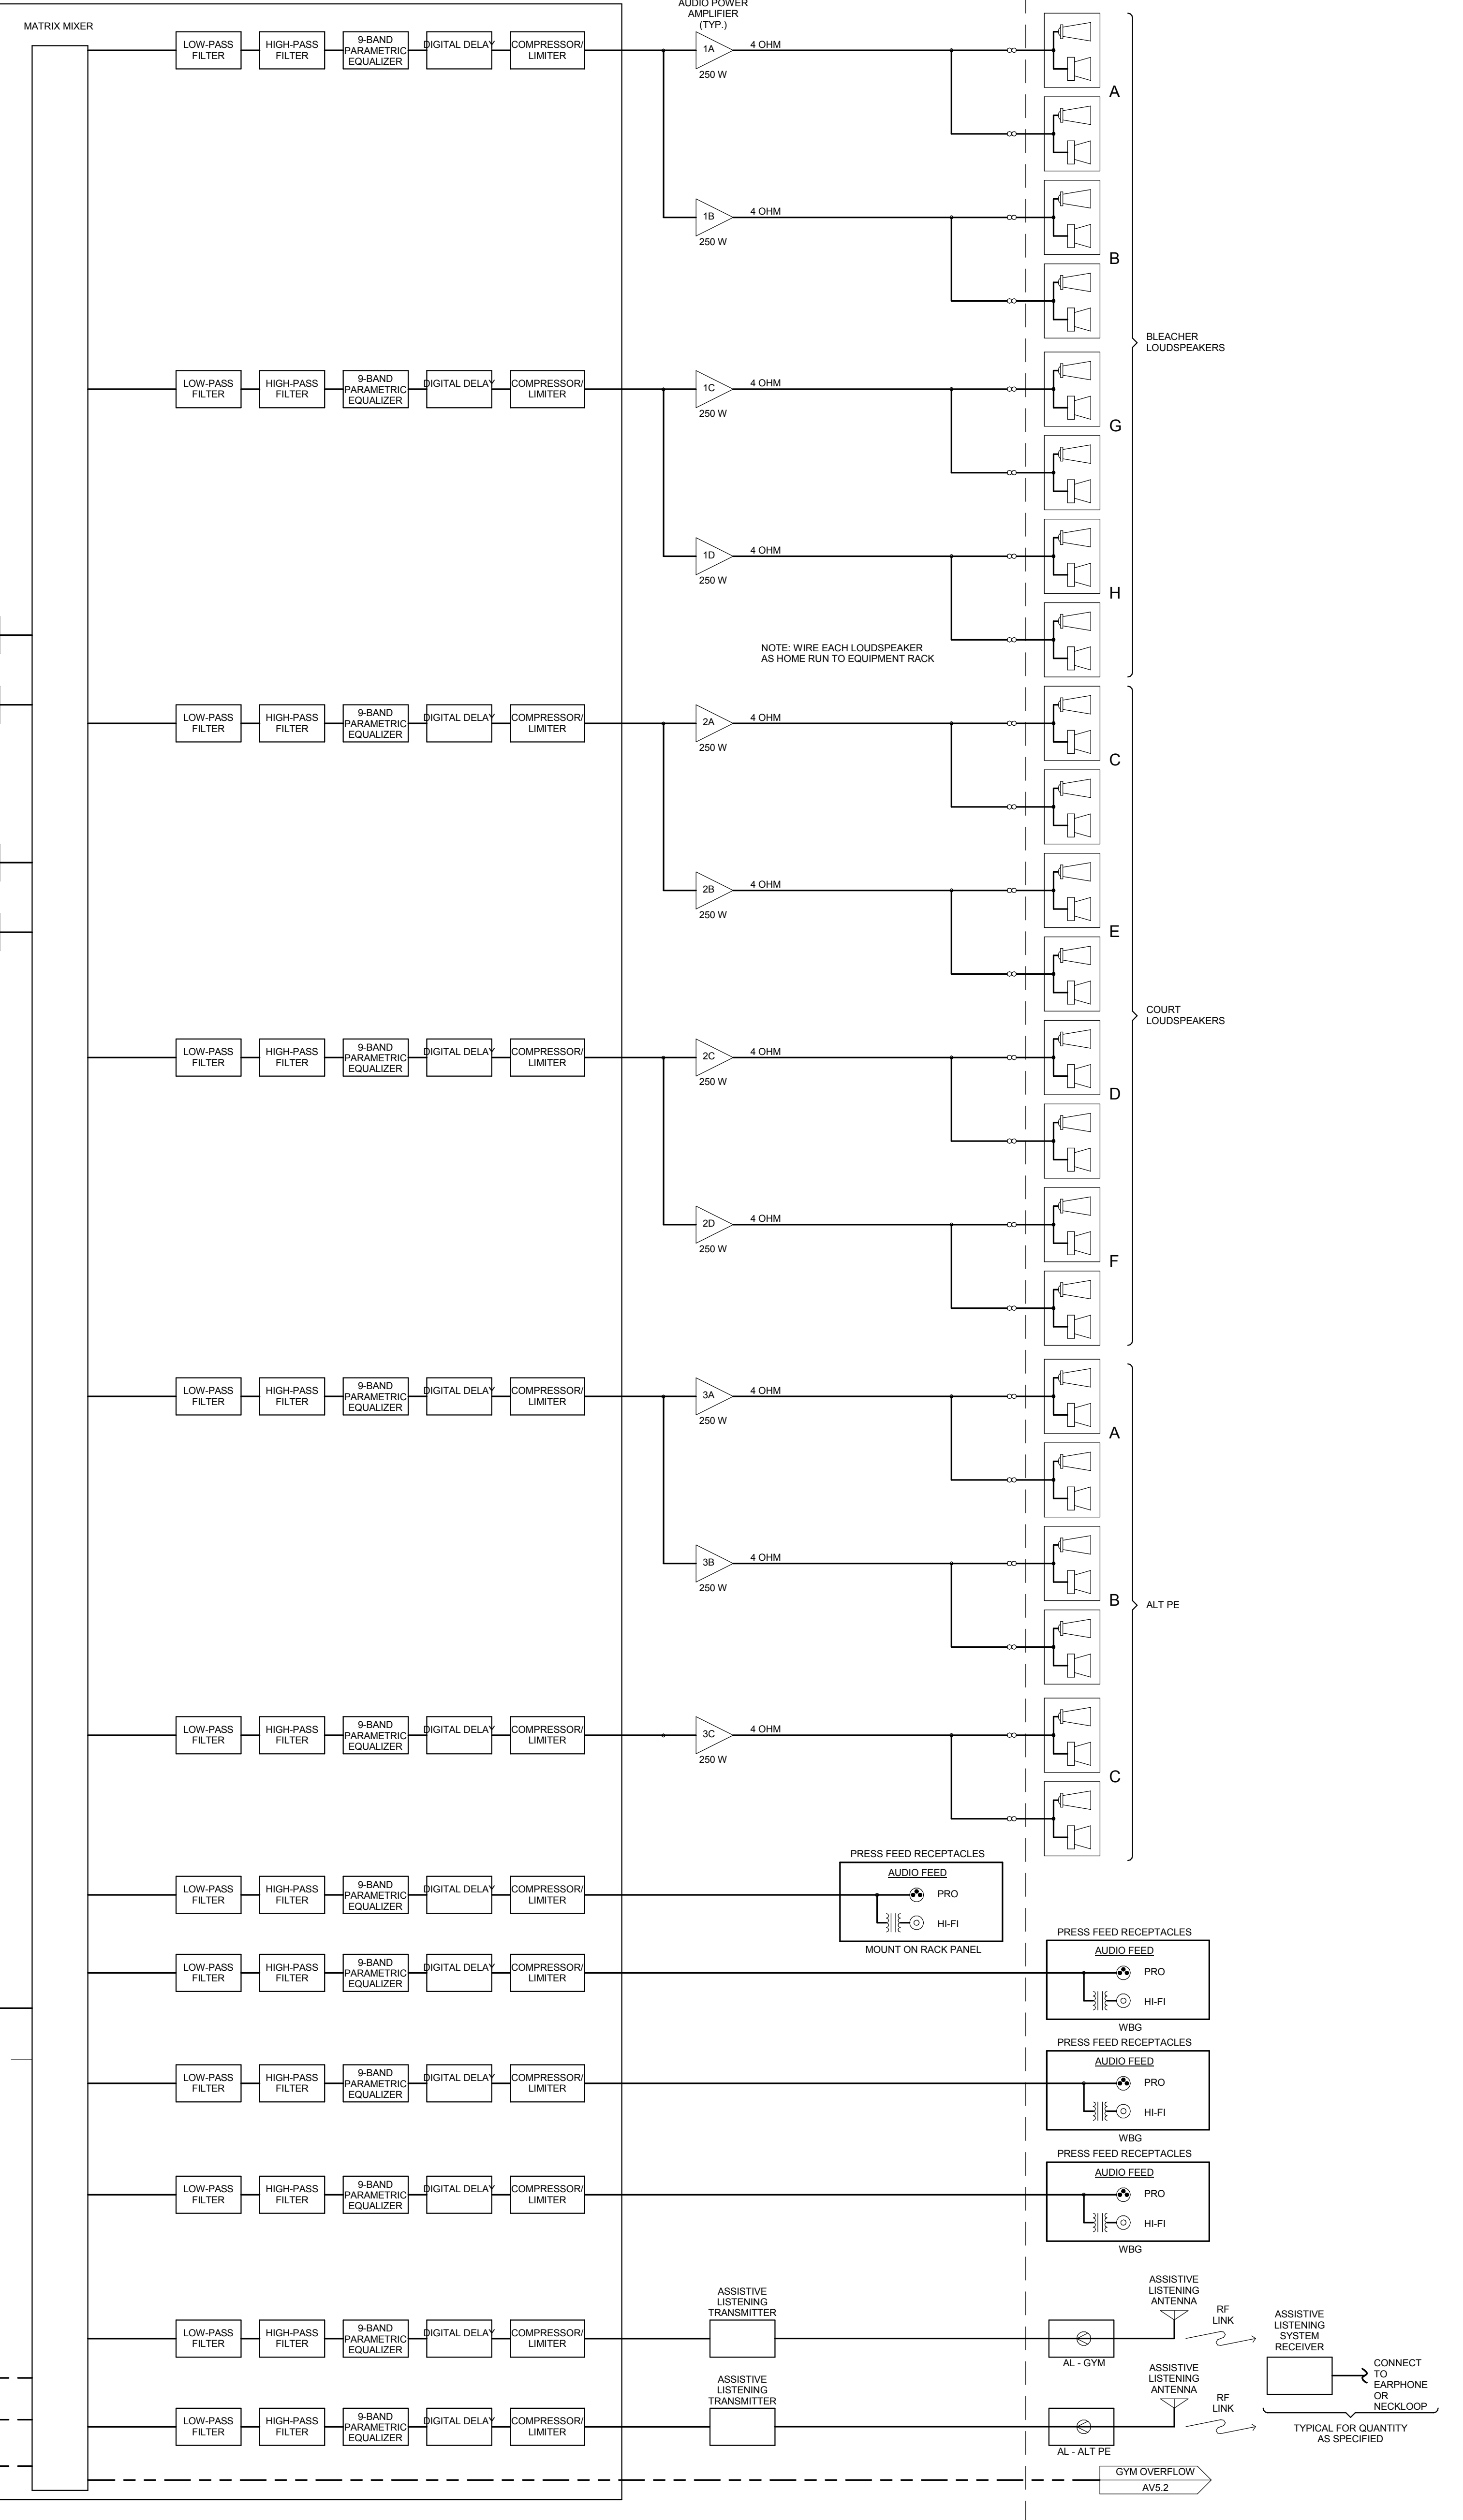 AUDIO POWER
AMPLIFIER
(TYP.)
MATRIX MIXER
LOW-PASS
FILTER
HIGH-PASS
FILTER
9-BAND
PARAMETRIC
EQUALIZER
DIGITAL DELAY
COMPRESSOR/
LIMITER
1A
4 OHM
250 W
A
1B
4 OHM
250 W
B
BLEACHER
LOUDSPEAKERS
LOW-PASS
FILTER
HIGH-PASS
FILTER
9-BAND
PARAMETRIC
EQUALIZER
DIGITAL DELAY
COMPRESSOR/
LIMITER
1C
4 OHM
250 W
G
1D
4 OHM
250 W
H
NOTE: WIRE EACH LOUDSPEAKER
AS HOME RUN TO EQUIPMENT RACK
LOW-PASS
FILTER
HIGH-PASS
FILTER
9-BAND
PARAMETRIC
EQUALIZER
DIGITAL DELAY
COMPRESSOR/
LIMITER
2A
4 OHM
250 W
C
2B
4 OHM
250 W
E
COURT
LOUDSPEAKERS
LOW-PASS
FILTER
HIGH-PASS
FILTER
9-BAND
PARAMETRIC
EQUALIZER
DIGITAL DELAY
COMPRESSOR/
LIMITER
2C
4 OHM
250 W
D
2D
4 OHM
250 W
F
LOW-PASS
FILTER
HIGH-PASS
FILTER
9-BAND
PARAMETRIC
EQUALIZER
DIGITAL DELAY
COMPRESSOR/
LIMITER
3A
4 OHM
250 W
A
3B
4 OHM
250 W
B
ALT PE
LOW-PASS
FILTER
HIGH-PASS
FILTER
9-BAND
PARAMETRIC
EQUALIZER
DIGITAL DELAY
COMPRESSOR/
LIMITER
3C
4 OHM
250 W
C
LOW-PASS
FILTER
HIGH-PASS
FILTER
9-BAND
PARAMETRIC
EQUALIZER
DIGITAL DELAY
COMPRESSOR/
LIMITER
PRESS FEED RECEPTACLES
AUDIO FEED
PRO
HI-FI
MOUNT ON RACK PANEL
LOW-PASS
FILTER
HIGH-PASS
FILTER
9-BAND
PARAMETRIC
EQUALIZER
DIGITAL DELAY
COMPRESSOR/
LIMITER
PRESS FEED RECEPTACLES
AUDIO FEED
PRO
HI-FI
WBG
LOW-PASS
FILTER
HIGH-PASS
FILTER
9-BAND
PARAMETRIC
EQUALIZER
DIGITAL DELAY
COMPRESSOR/
LIMITER
PRESS FEED RECEPTACLES
AUDIO FEED
PRO
HI-FI
WBG
LOW-PASS
FILTER
HIGH-PASS
FILTER
9-BAND
PARAMETRIC
EQUALIZER
DIGITAL DELAY
COMPRESSOR/
LIMITER
PRESS FEED RECEPTACLES
AUDIO FEED
PRO
HI-FI
WBG
LOW-PASS
FILTER
HIGH-PASS
FILTER
9-BAND
PARAMETRIC
EQUALIZER
DIGITAL DELAY
COMPRESSOR/
LIMITER
ASSISTIVE
LISTENING
TRANSMITTER
AL - GYM
ASSISTIVE
LISTENING
ANTENNA
RF
LINK
ASSISTIVE
LISTENING
SYSTEM
RECEIVER
CONNECT
TO
EARPHONE
OR
NECKLOOP
TYPICAL FOR QUANTITY
AS SPECIFIED
LOW-PASS
FILTER
HIGH-PASS
FILTER
9-BAND
PARAMETRIC
EQUALIZER
DIGITAL DELAY
COMPRESSOR/
LIMITER
ASSISTIVE
LISTENING
TRANSMITTER
AL - ALT PE
ASSISTIVE
LISTENING
ANTENNA
RF
LINK
GYM OVERFLOW
AV5.2